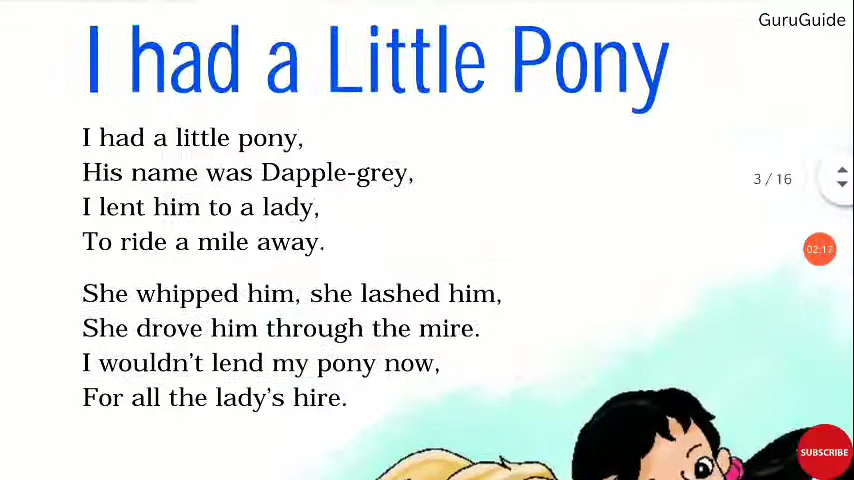 GuruGuide
I had a Little Pony
I had a little pony,
His name was Dapple-grey,
I lent him to a lady,
To ride a mile away.
3 / 16
02:17
She whipped him, she lashed him,
She drove him through the mire.
I wouldn't lend my pony now,
For all the lady's hire.
SUBSCRIBE